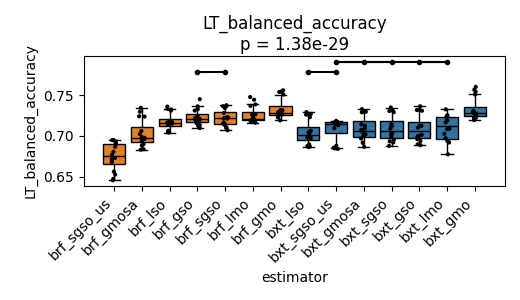 LT_balanced_accuracy
p = 1.38e-29
LT_balanced_accuracy
0.75
0.70
0.65
brf_sgso_us
brf_gmosa
brf_lso
brf_gso
brf_sgso
brf_lmo
brf_gmo
bxt_lso
bxt_sgso_us
bxt_gmosa
bxt_sgso
bxt_gso
bxt_lmo
bxt_gmo
estimator